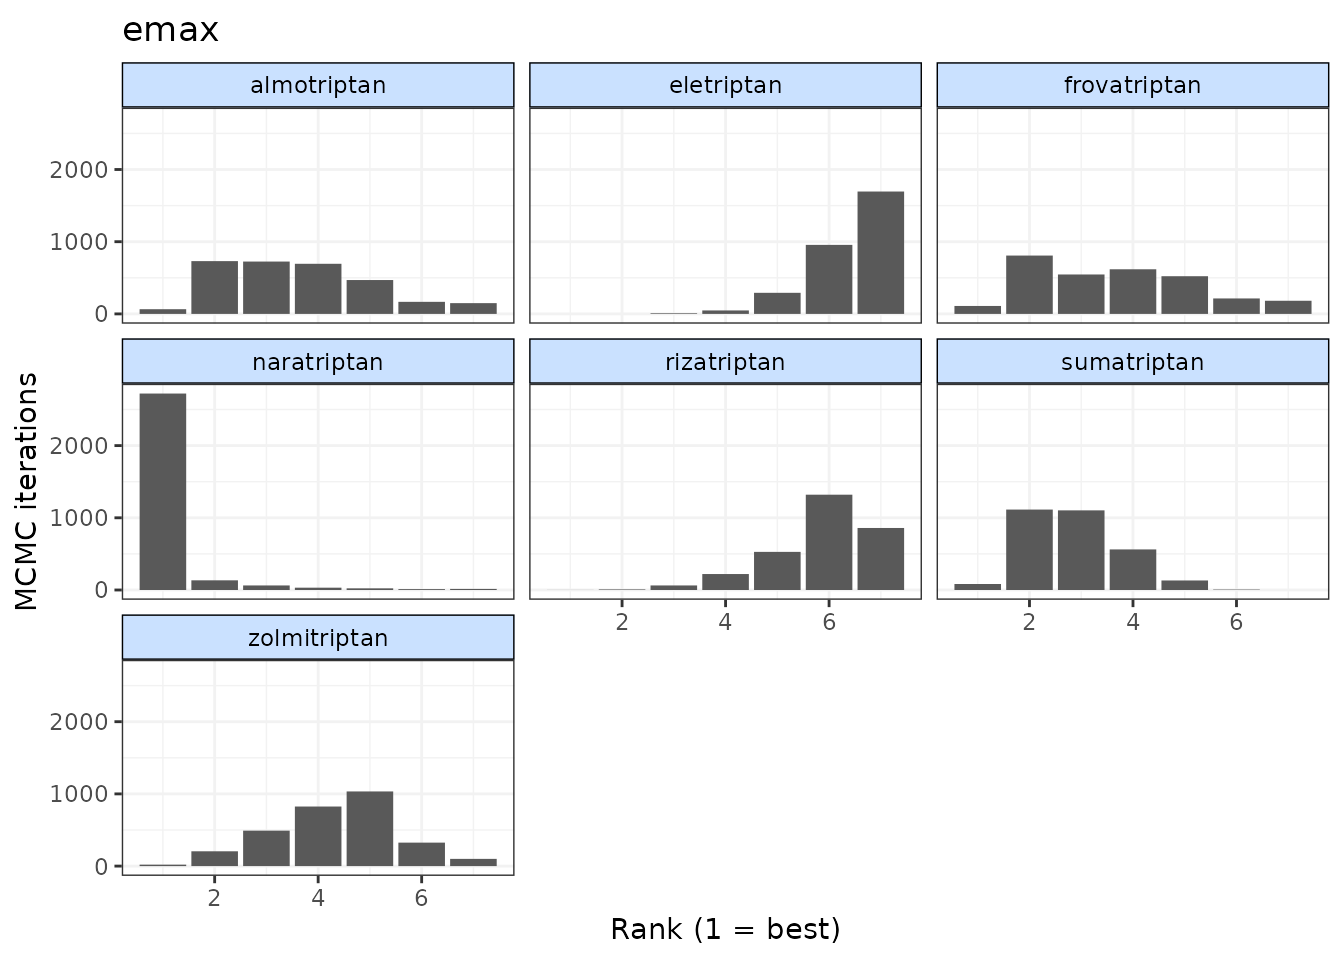 emax
almotriptan eletriptan frovatriptan
2000
1000
0
naratriptan rizatriptan sumatriptan
2000
1000
0
2 4 6 2 4 6
zolmitriptan
2000
1000
0
2 4 6
MCMC iterations
Rank (1 = best)